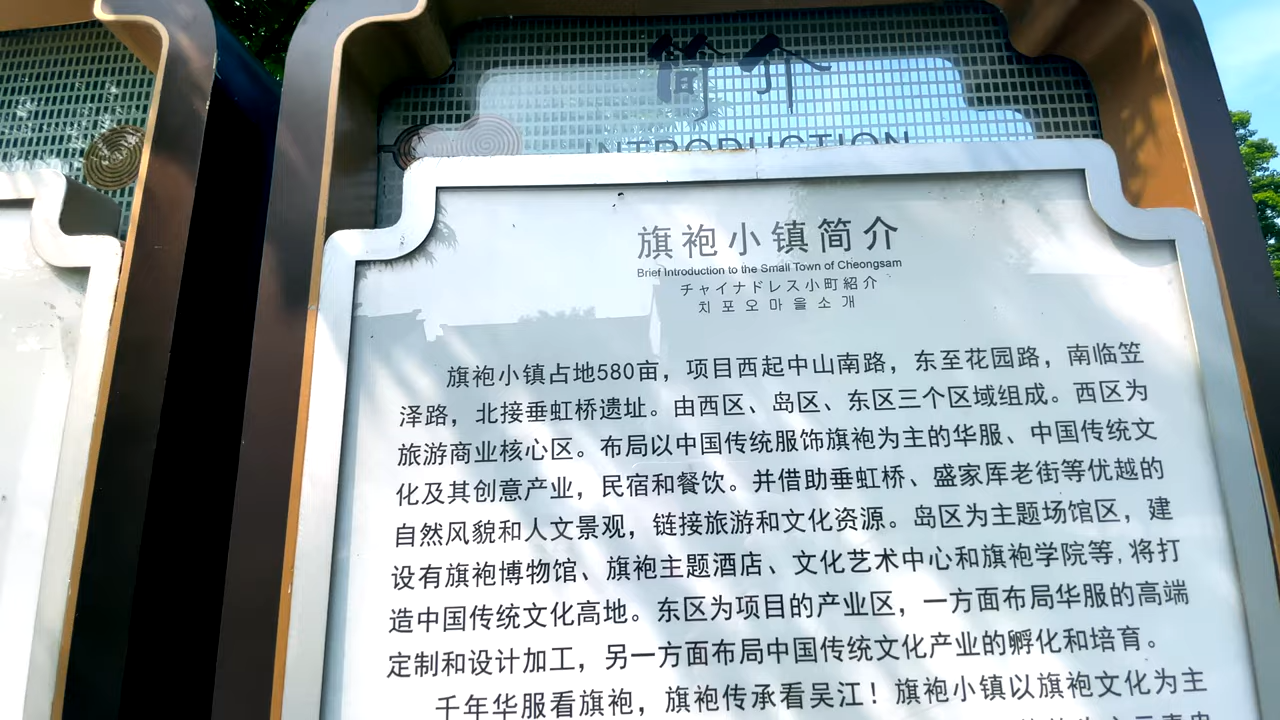 简介
INTRODUCTION
旗袍小镇简介
Brief Introduction to the Small Town of Cheongsam
チャイナドレス小町紹介
치포오마을소개
旗袍小镇占地580亩，项目西起中山南路，东至花园路，南临笠
泽路，北接垂虹桥遗址。由西区、岛区、东区三个区域组成。西区为
旅游商业核心区。布局以中国传统服饰旗袍为主的华服、中国传统文
化及其创意产业，民宿和餐饮。并借助垂虹桥、盛家厍老街等优越的
自然风貌和人文景观，链接旅游和文化资源。岛区为主题场馆区，建
设有旗袍博物馆、旗袍主题酒店、文化艺术中心和旗袍学院等，将打
造中国传统文化高地。东区为项目的产业区，一方面布局华服的高端
定制和设计加工，另一方面布局中国传统文化产业的孵化和培育。
千年华服看旗袍，旗袍传承看吴江！旗袍小镇以旗袍文化为主